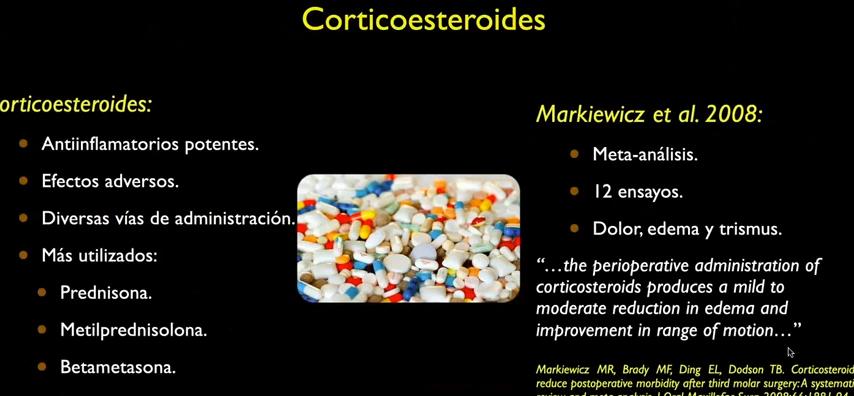 Corticoesteroides
orticoesteroides:
Antiinflamatorios potentes.
Efectos adversos.
Diversas vías de administración.
Más utilizados:
Prednisona.
Metilprednisolona.
Betametasona.
Markiewicz et al. 2008:
Meta-análisis.
12 ensayos.
Dolor, edema y trismus.
“…the perioperative administration of
corticosteroids produces a mild to
moderate reduction in edema and
improvement in range of motion…”
Markiewicz MR, Brady MF, Ding EL, Dodson TB. Corticosteroid
reduce postoperative morbidity after third molar surgery: A systemati